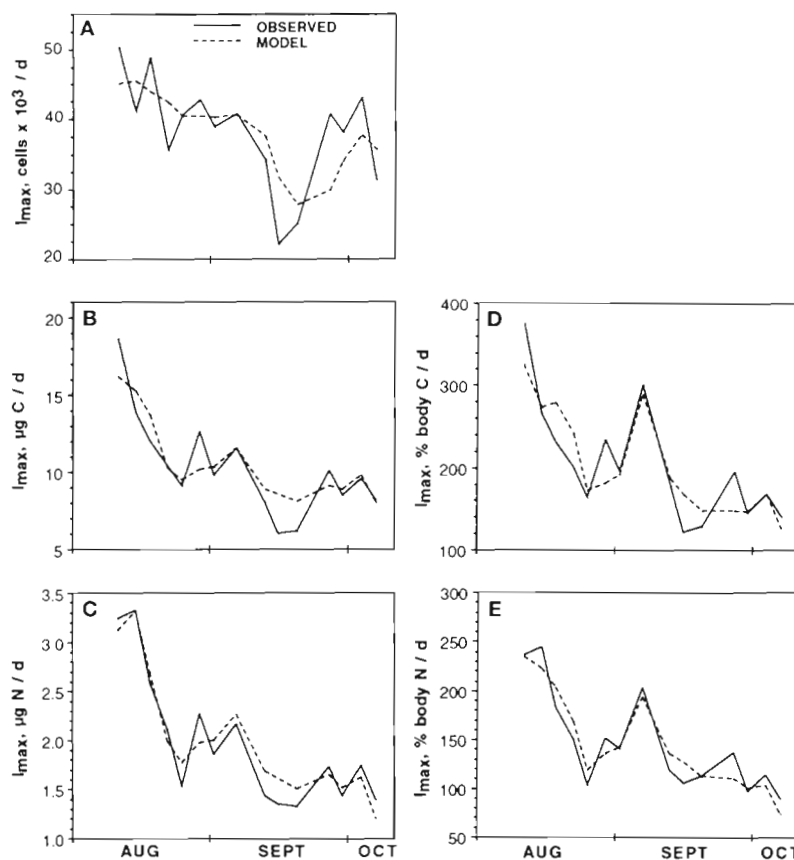 A
OBSERVED
MODEL
50
40
30
20
Imax, cells x 10³ / d
B
20
15
10
5
Imax, µg C / d
D
400
300
200
100
Imax, % body C / d
C
3.5
3.0
2.5
2.0
1.5
1.0
Imax, µg N / d
AUG SEPT OCT
E
300
250
200
150
100
50
Imax, % body N / d
AUG SEPT OCT